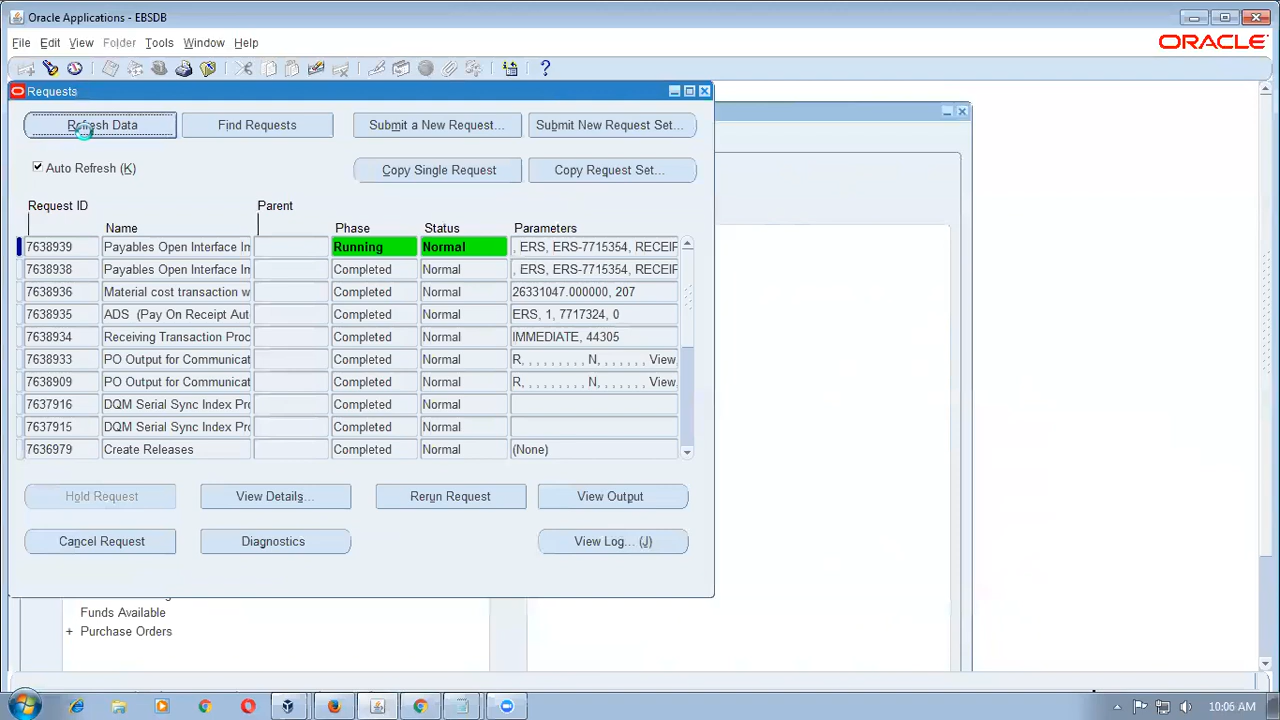 Oracle Applications - EBSDB
File Edit View Folder Tools Window Help
ORACLE
Requests
Refresh Data Find Requests Submit a New Request... Submit New Request Set...
Auto Refresh (K) Copy Single Request Copy Request Set...
Request ID Parent
Name Phase Status Parameters
7638939 Payables Open Interface Im Running Normal , ERS, ERS-7715354, RECEIF
7638938 Payables Open Interface Im Completed Normal , ERS, ERS-7715354, RECEIF
7638936 Material cost transaction w Completed Normal 26331047.000000, 207
7638935 ADS (Pay On Receipt Aut Completed Normal ERS, 1, 7717324, 0
7638934 Receiving Transaction Proc Completed Normal IMMEDIATE, 44305
7638933 PO Output for Communicat Completed Normal R, , , , , , , , , N, , , , , , , View,
7638909 PO Output for Communicat Completed Normal R, , , , , , , , , N, , , , , , , View,
7637916 DQM Serial Sync Index Pro Completed Normal
7637915 DQM Serial Sync Index Pro Completed Normal
7636979 Create Releases Completed Normal (None)
Hold Request View Details... Rerun Request View Output
Cancel Request Diagnostics View Log... (J)
Funds Available
+ Purchase Orders
10:06 AM